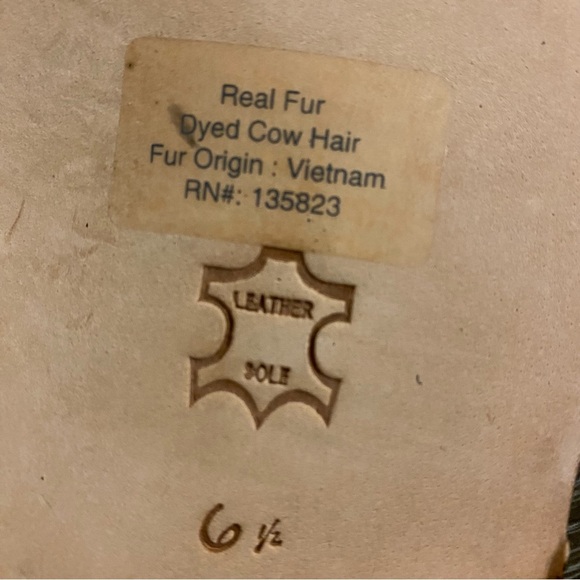 Real Fur
Dyed Cow Hair
Fur Origin : Vietnam
RN#: 135823
LEATHER
SOLE
6 ½